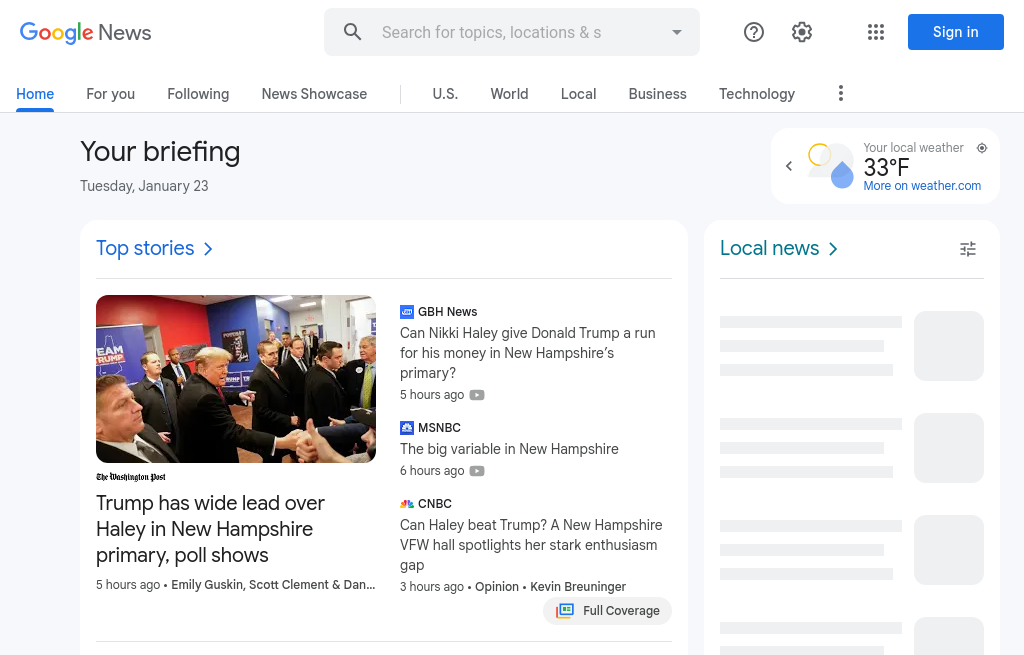 Google News
Search for topics, locations & s
Sign in
Home
For you
Following
News Showcase
U.S.
World
Local
Business
Technology
Your briefing
Tuesday, January 23
Your local weather
33°F
More on weather.com
Top stories
TEAM
TRUMP
The Washington Post
Trump has wide lead over
Haley in New Hampshire
primary, poll shows
5 hours ago • Emily Guskin, Scott Clement & Dan...
GBH News
Can Nikki Haley give Donald Trump a run
for his money in New Hampshire's
primary?
5 hours ago
MSNBC
The big variable in New Hampshire
6 hours ago
CNBC
Can Haley beat Trump? A New Hampshire
VFW hall spotlights her stark enthusiasm
gap
3 hours ago • Opinion • Kevin Breuninger
Full Coverage
Local news